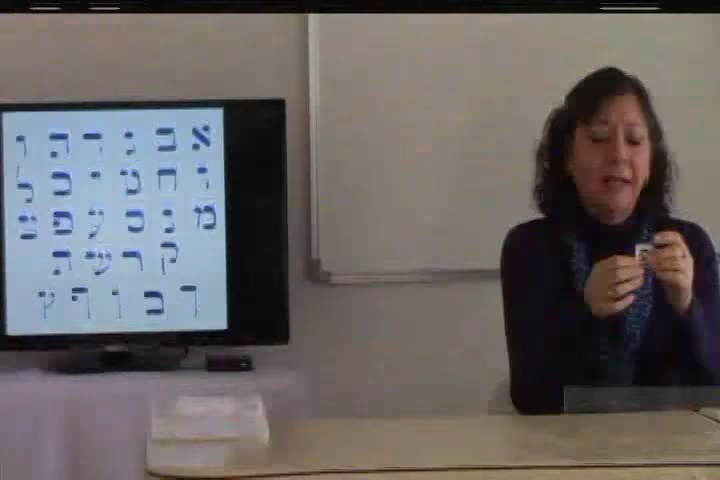 א ב ג ד ה ו
ז ח ט י כ ל
מ נ ס ע פ צ
ק ר ש ת
ך ם ן ף ץ